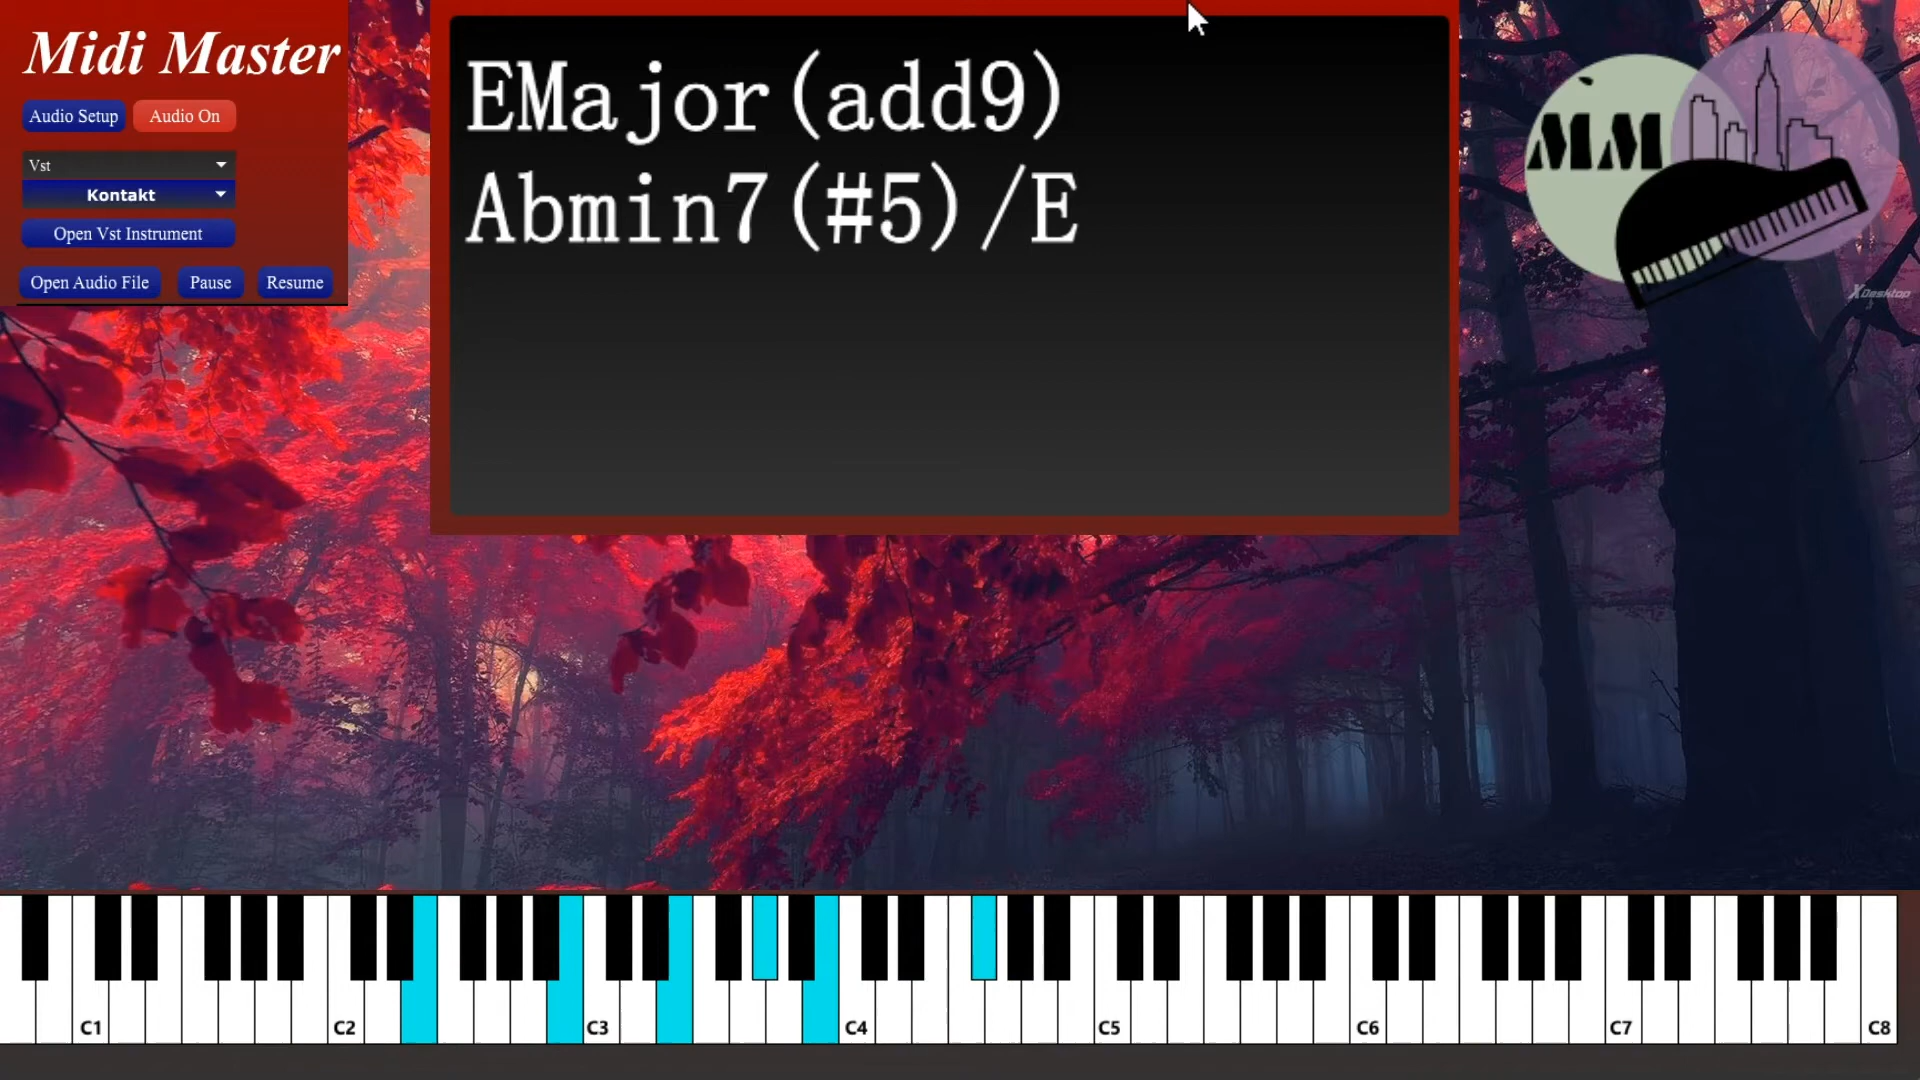 Midi Master
Audio Setup
Audio On
Vst
Kontakt
Open Vst Instrument
Open Audio File
Pause
Resume
EMajor(add9)
Abmin7(#5)/E
MM
XDesktop
C1
C2
C3
C4
C5
C6
C7
C8